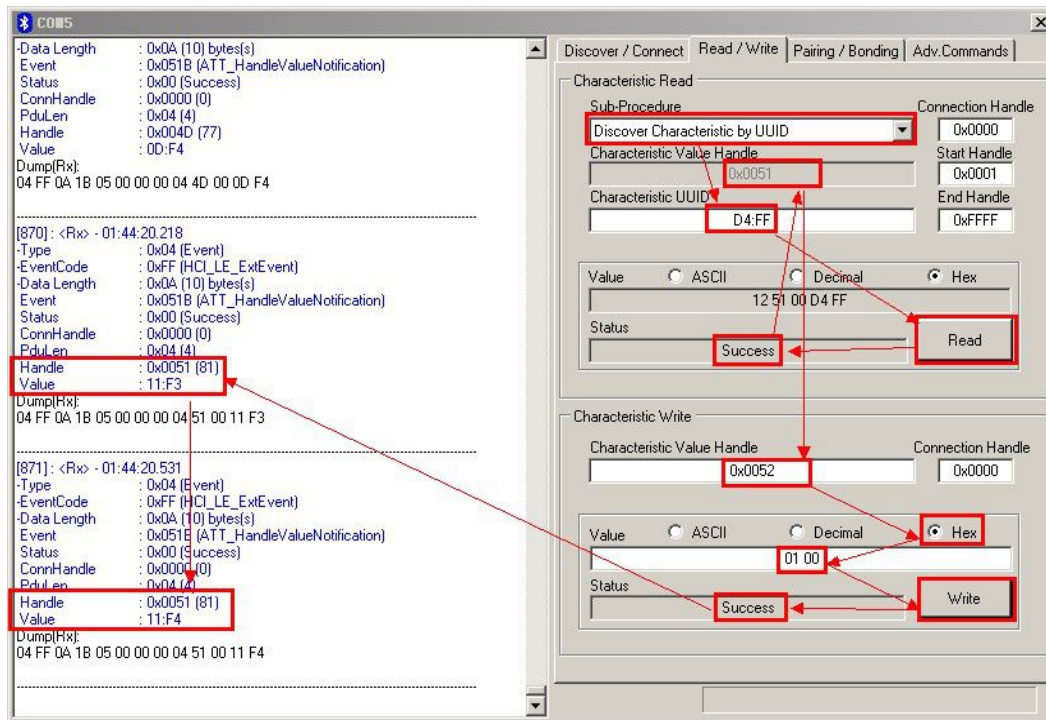 COM5
-Data Length : 0x0A (10) bytes(s)
Event : 0x051B (ATT_HandleValueNotification)
Status : 0x00 (Success)
ConnHandle : 0x0000 (0)
PduLen : 0x04 (4)
Handle : 0x004D (77)
Value : 0D:F4
Dump(Rx):
04 FF 0A 1B 05 00 00 00 04 4D 00 0D F4
[870] : <Rx> - 01:44:20.218
-Type : 0x04 (Event)
-EventCode : 0xFF (HCI_LE_ExtEvent)
-Data Length : 0x0A (10) bytes(s)
Event : 0x051B (ATT_HandleValueNotification)
Status : 0x00 (Success)
ConnHandle : 0x0000 (0)
PduLen : 0x04 (4)
Handle : 0x0051 (81)
Value : 11:F3
Dump(Rx):
04 FF 0A 1B 05 00 00 00 04 51 00 11 F3
[871] : <Rx> - 01:44:20.531
-Type : 0x04 (Event)
-EventCode : 0xFF (HCI_LE_ExtEvent)
-Data Length : 0x0A (10) bytes(s)
Event : 0x051B (ATT_HandleValueNotification)
Status : 0x00 (Success)
ConnHandle : 0x0000 (0)
PduLen : 0x04 (4)
Handle : 0x0051 (81)
Value : 11:F4
Dump(Rx):
04 FF 0A 1B 05 00 00 00 04 51 00 11 F4
Discover / Connect Read / Write Pairing / Bonding Adv.Commands
Characteristic Read
Sub-Procedure Connection Handle
Discover Characteristic by UUID 0x0000
Characteristic Value Handle Start Handle
0x0051 0x0001
Characteristic UUID End Handle
D4:FF 0xFFFF
Value ASCII Decimal Hex
12 51 00 D4 FF
Status
Success Read
Characteristic Write
Characteristic Value Handle Connection Handle
0x0052 0x0000
Value ASCII Decimal Hex
01 00
Status
Success Write